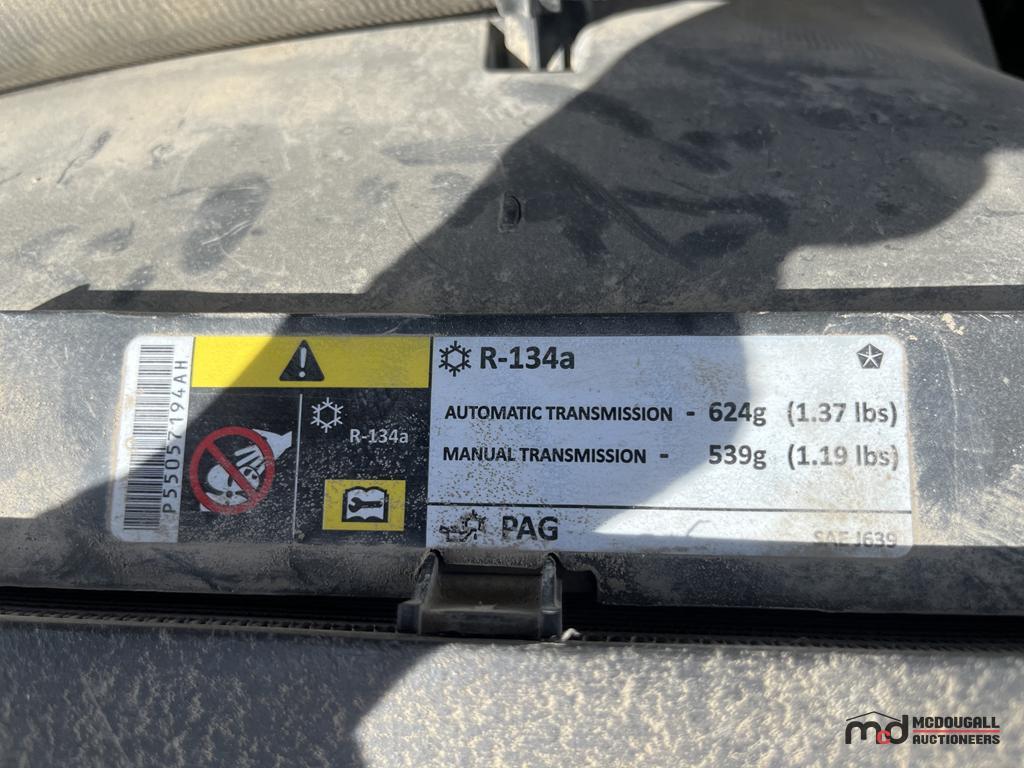 P55057194AH
R-134a
R-134a
AUTOMATIC TRANSMISSION - 624g (1.37 lbs)
MANUAL TRANSMISSION - 539g (1.19 lbs)
PAG
SAE J639
md MCDOUGALL
AUCTIONEERS